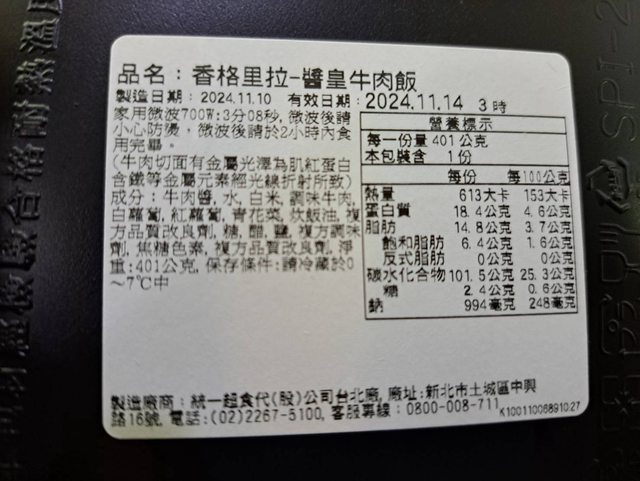 品名：香格里拉-醬皇牛肉飯
製造日期：2024.11.10 有效日期：2024.11.14 3時
家用微波700W:3分08秒, 微波後請
小心防燙, 微波後請於2小時內食
用完畢。
(牛肉切面有金屬光澤為肌紅蛋白
含鐵等金屬元素經光線折射所致)
成分：牛肉醬, 水, 白米, 調味牛肉,
白蘿蔔, 紅蘿蔔, 青花菜, 炊飯油, 複
方品質改良劑, 糖, 醋, 鹽, 複方調味
劑, 焦糖色素, 複方品質改良劑, 淨
重:401公克, 保存條件:請冷藏於0
～7℃中
營養標示
每一份量 401公克
本包裝含 1份
每份 每100公克
熱量 613大卡 153大卡
蛋白質 18.4公克 4.6公克
脂肪 14.8公克 3.7公克
飽和脂肪 6.4公克 1.6公克
反式脂肪 0公克 0公克
碳水化合物 101.5公克 25.3公克
糖 2.4公克 0.6公克
鈉 994毫克 248毫克
製造廠商：統一超食代(股)公司台北廠, 廠址:新北市土城區中興
路16號, 電話:(02)2267-5100, 客服專線：0800-008-711
K10011006891027
檢驗合格耐熱溫度
SPI-2